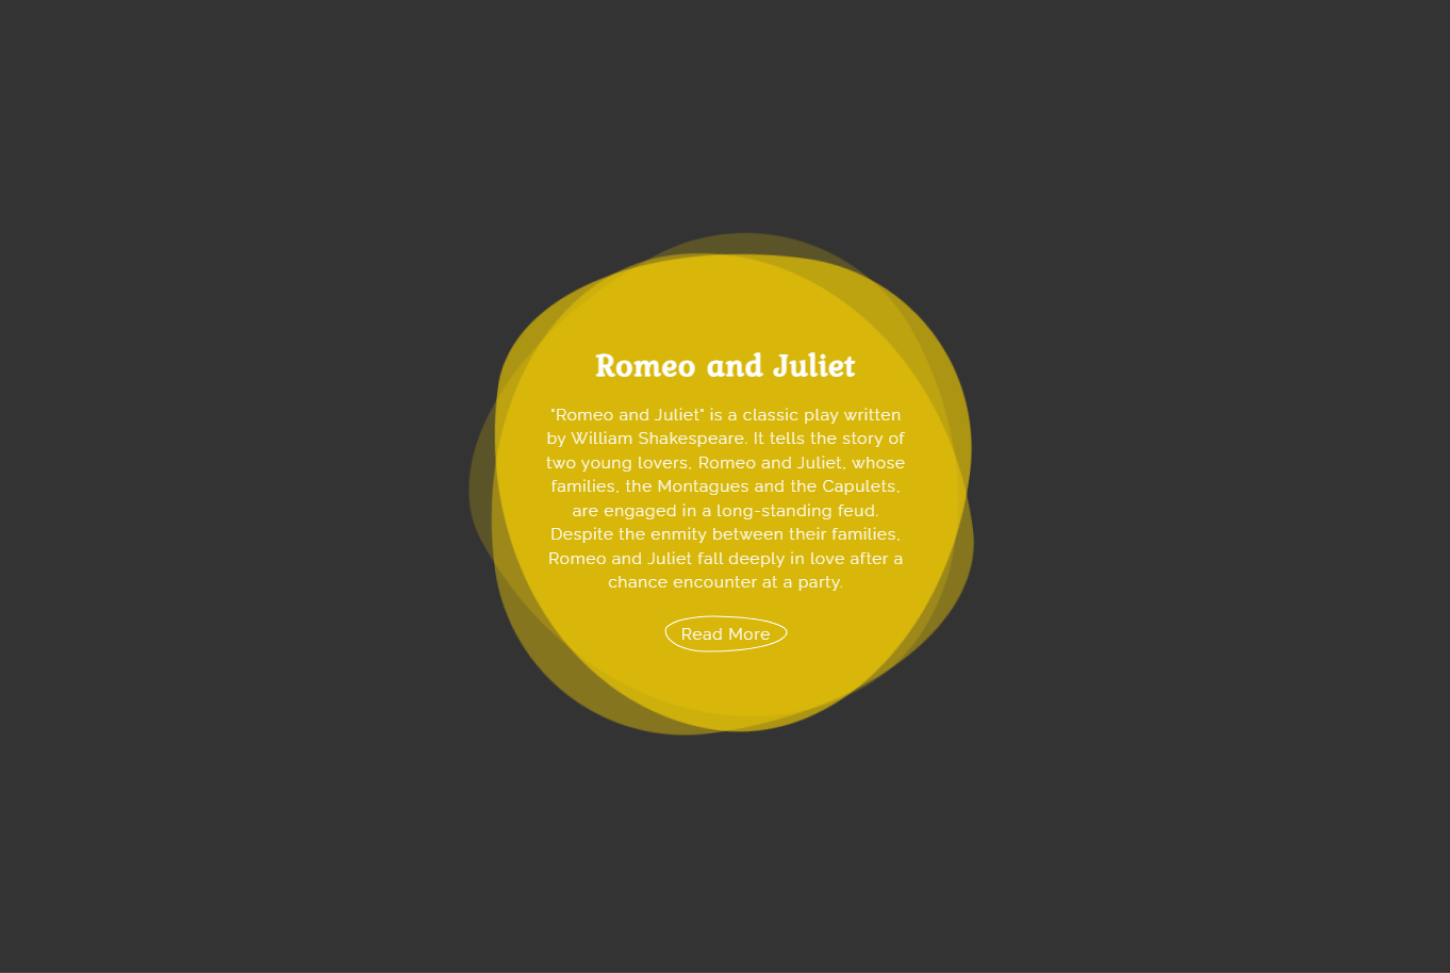 Romeo and Juliet
"Romeo and Juliet" is a classic play written
by William Shakespeare. It tells the story of
two young lovers, Romeo and Juliet, whose
families, the Montagues and the Capulets,
are engaged in a long-standing feud.
Despite the enmity between their families,
Romeo and Juliet fall deeply in love after a
chance encounter at a party.
Read More